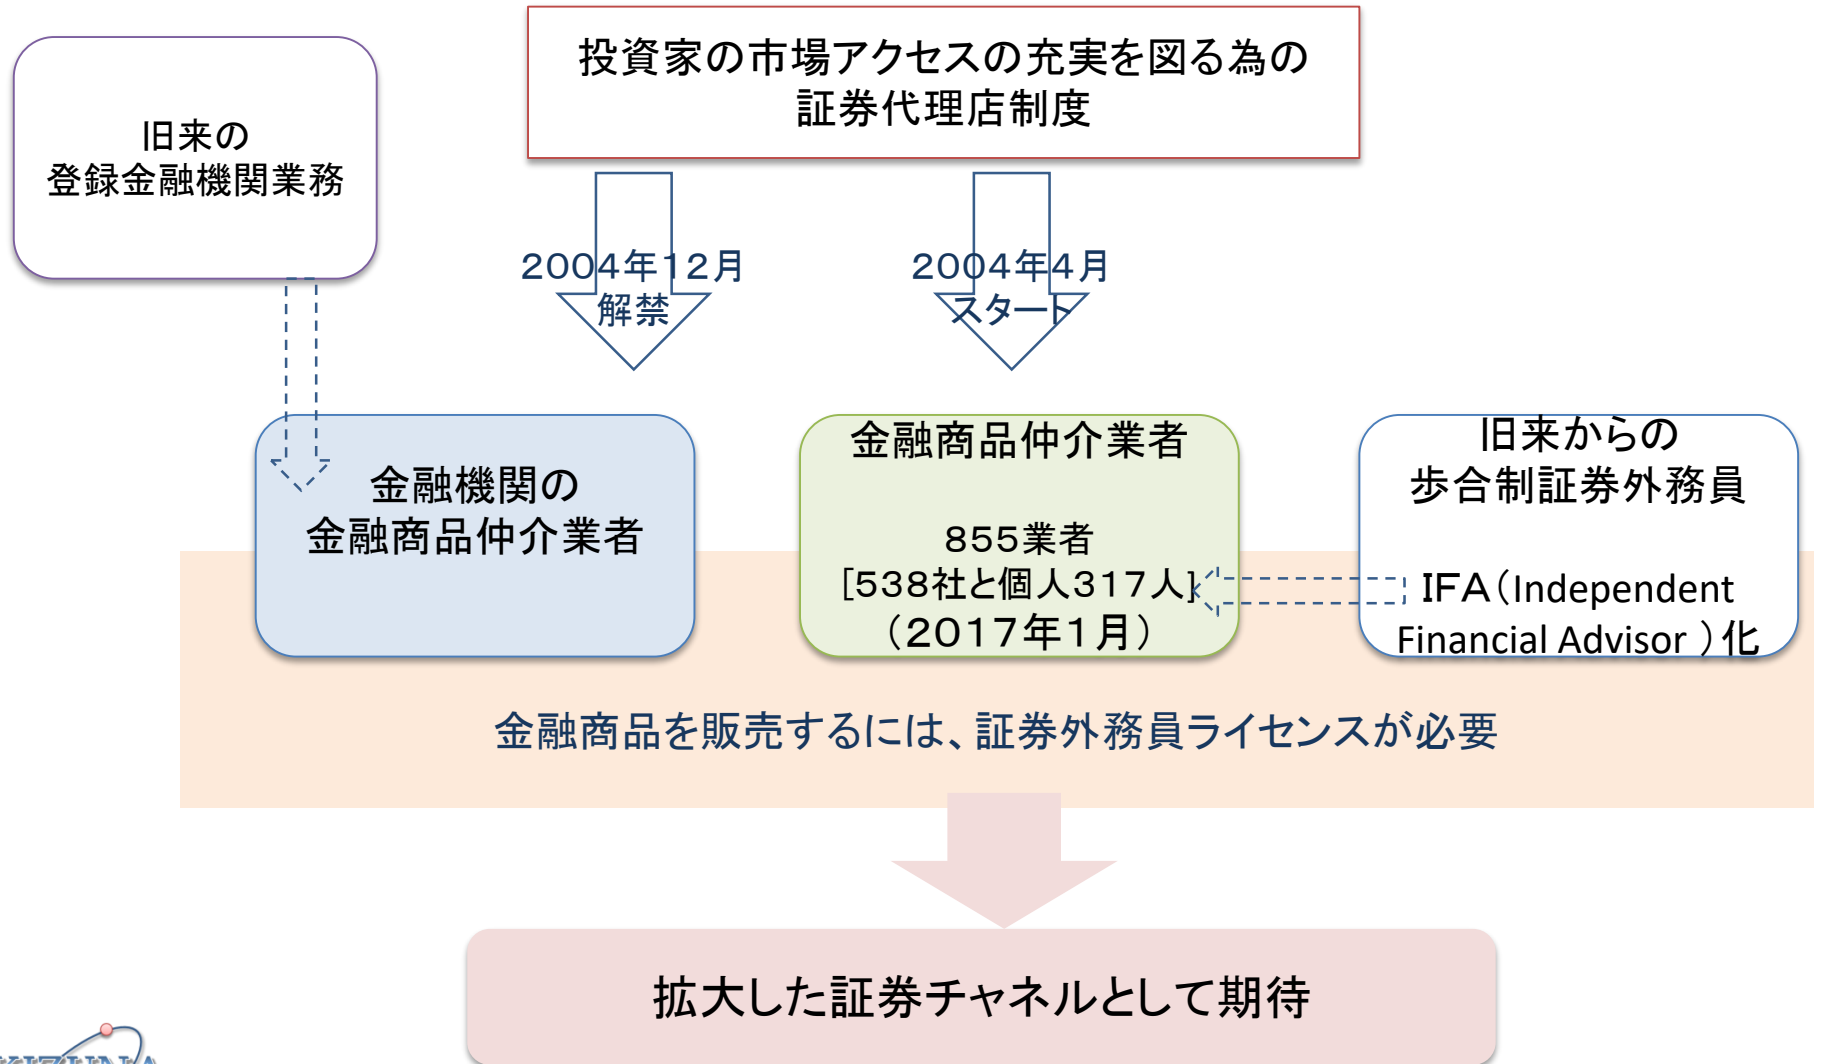 投資家の市場アクセスの充実を図る為の
証券代理店制度
旧来の
登録金融機関業務
２００４年１２月
解禁
２００４年４月
スタート
金融機関の
金融商品仲介業者
金融商品仲介業者
８５５業者
[５３８社と個人３１７人]
（２０１７年１月）
旧来からの
歩合制証券外務員
ＩＦＡ（Independent
Financial Advisor ）化
金融商品を販売するには、証券外務員ライセンスが必要
拡大した証券チャネルとして期待
KIZUNA